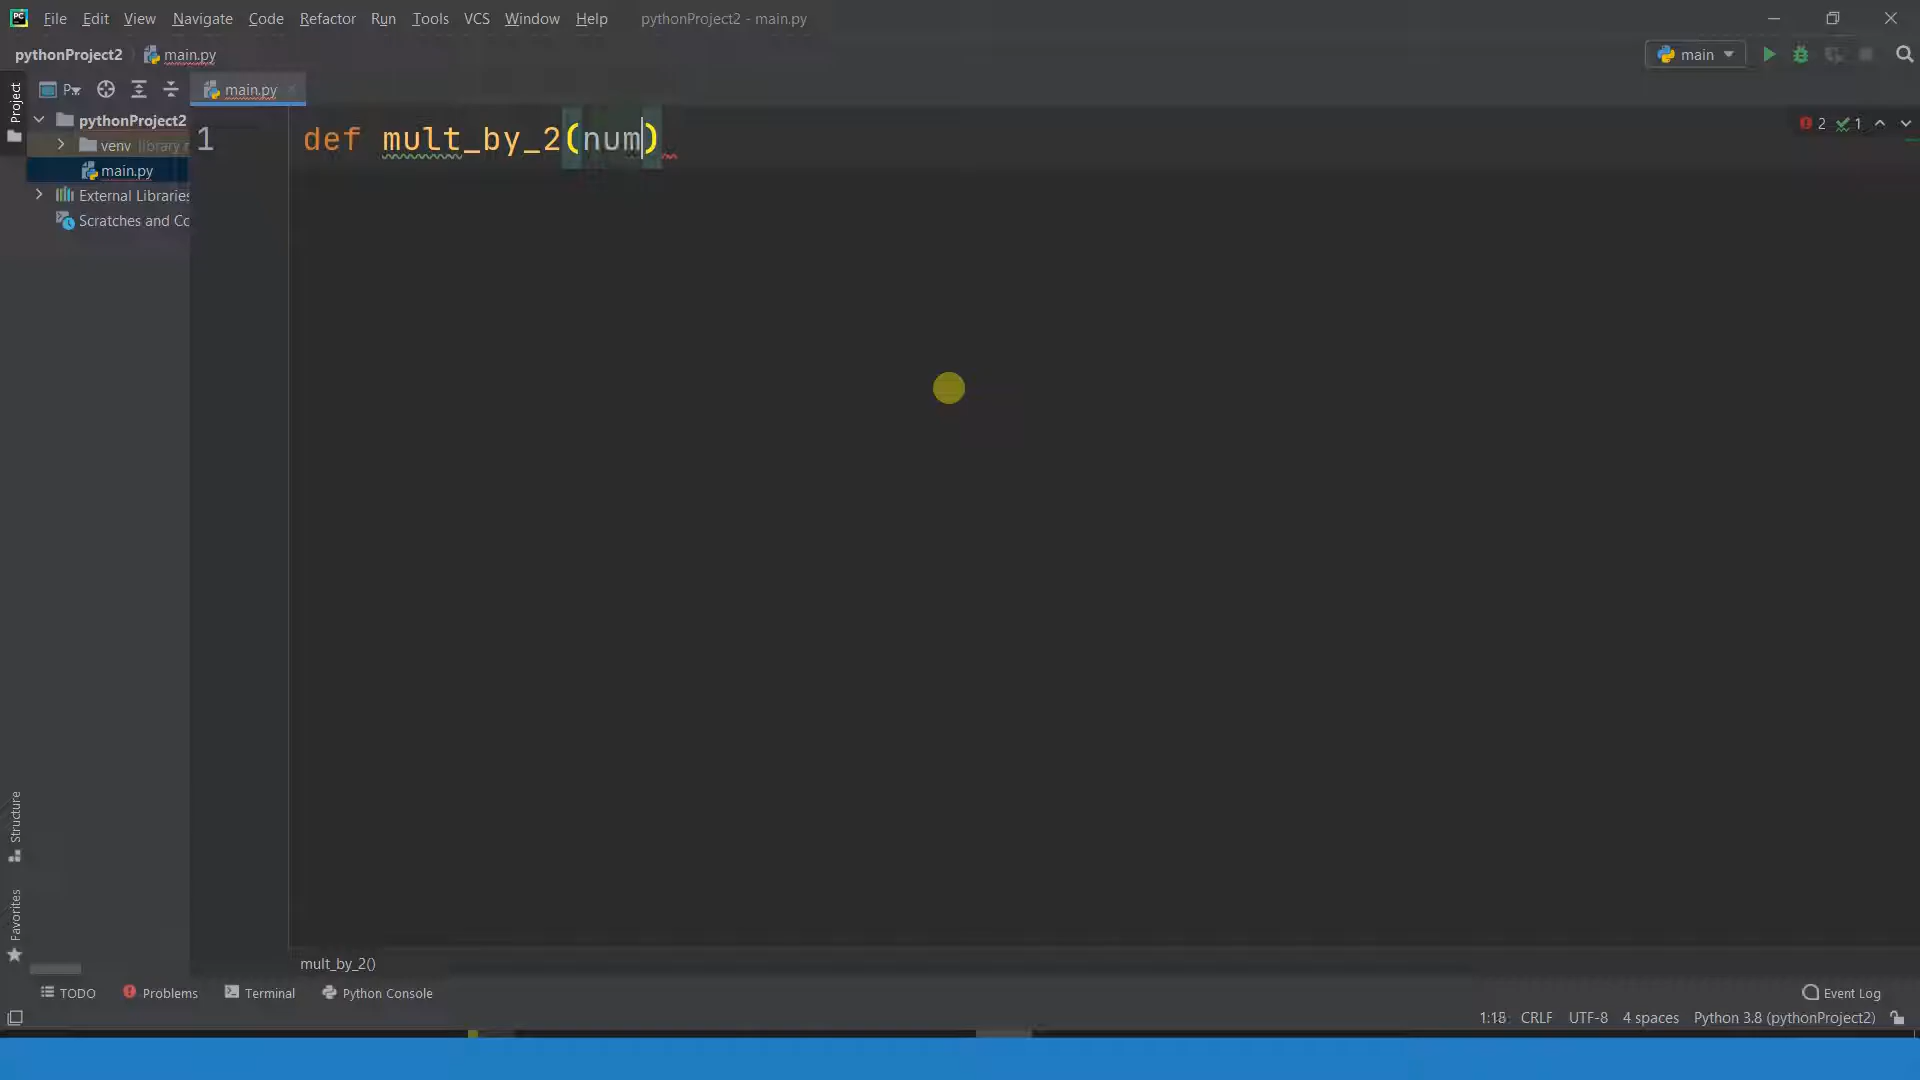 PC File Edit View Navigate Code Refactor Run Tools VCS Window Help pythonProject2 - main.py
pythonProject2 main.py main
Project P main.py
pythonProject2
venv library r
main.py
External Libraries
Scratches and Co
1 def mult_by_2(num)
2 1
Structure
Favorites
mult_by_2()
TODO Problems Terminal Python Console Event Log
1:18 CRLF UTF-8 4 spaces Python 3.8 (pythonProject2)